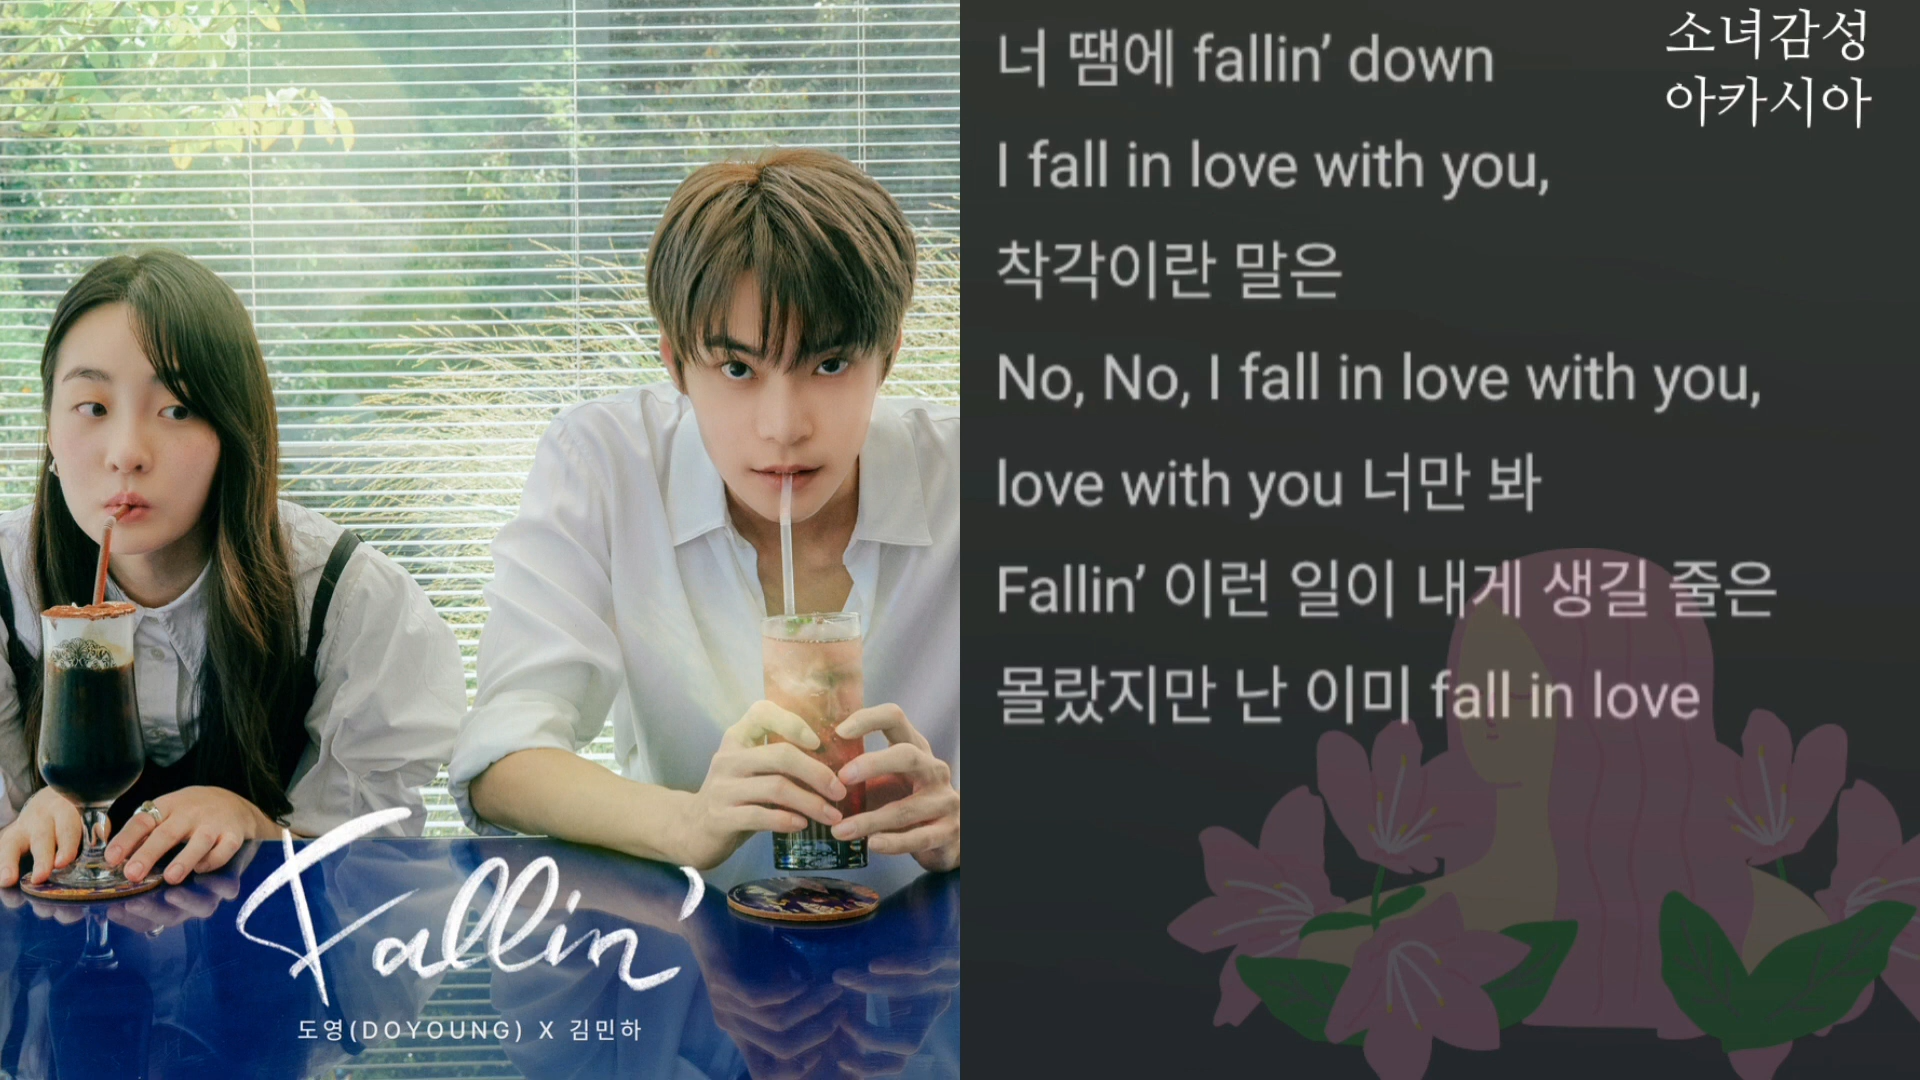 Fallin’
도영(DOYOUNG) X 김민하
소녀감성
아카시아
너 땜에 fallin’ down
I fall in love with you,
착각이란 말은
No, No, I fall in love with you,
love with you 너만 봐
Fallin’ 이런 일이 내게 생길 줄은
몰랐지만 난 이미 fall in love